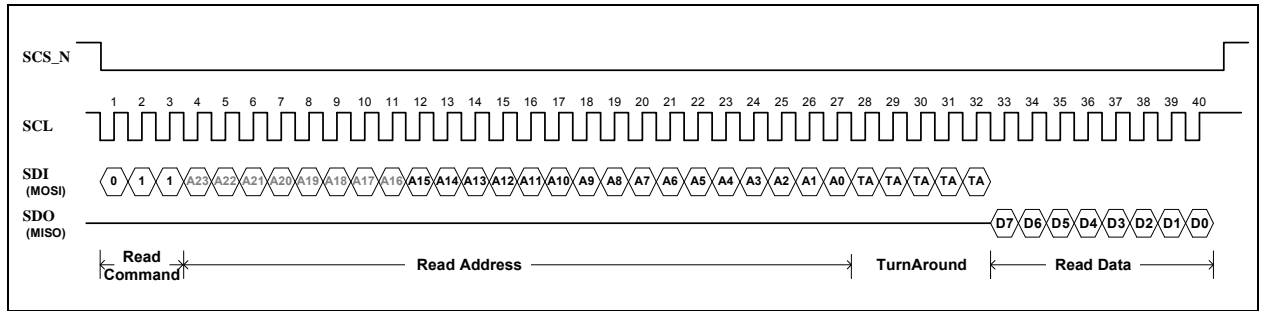 SCS_N
1 2 3 4 5 6 7 8 9 10 11 12 13 14 15 16 17 18 19 20 21 22 23 24 25 26 27 28 29 30 31 32 33 34 35 36 37 38 39 40
SCL
SDI
(MOSI)
0 1 1 A23 A22 A21 A20 A19 A18 A17 A16 A15 A14 A13 A12 A11 A10 A9 A8 A7 A6 A5 A4 A3 A2 A1 A0 TA TA TA TA TA
SDO
(MISO)
D7 D6 D5 D4 D3 D2 D1 D0
Read
Command
Read Address
TurnAround
Read Data